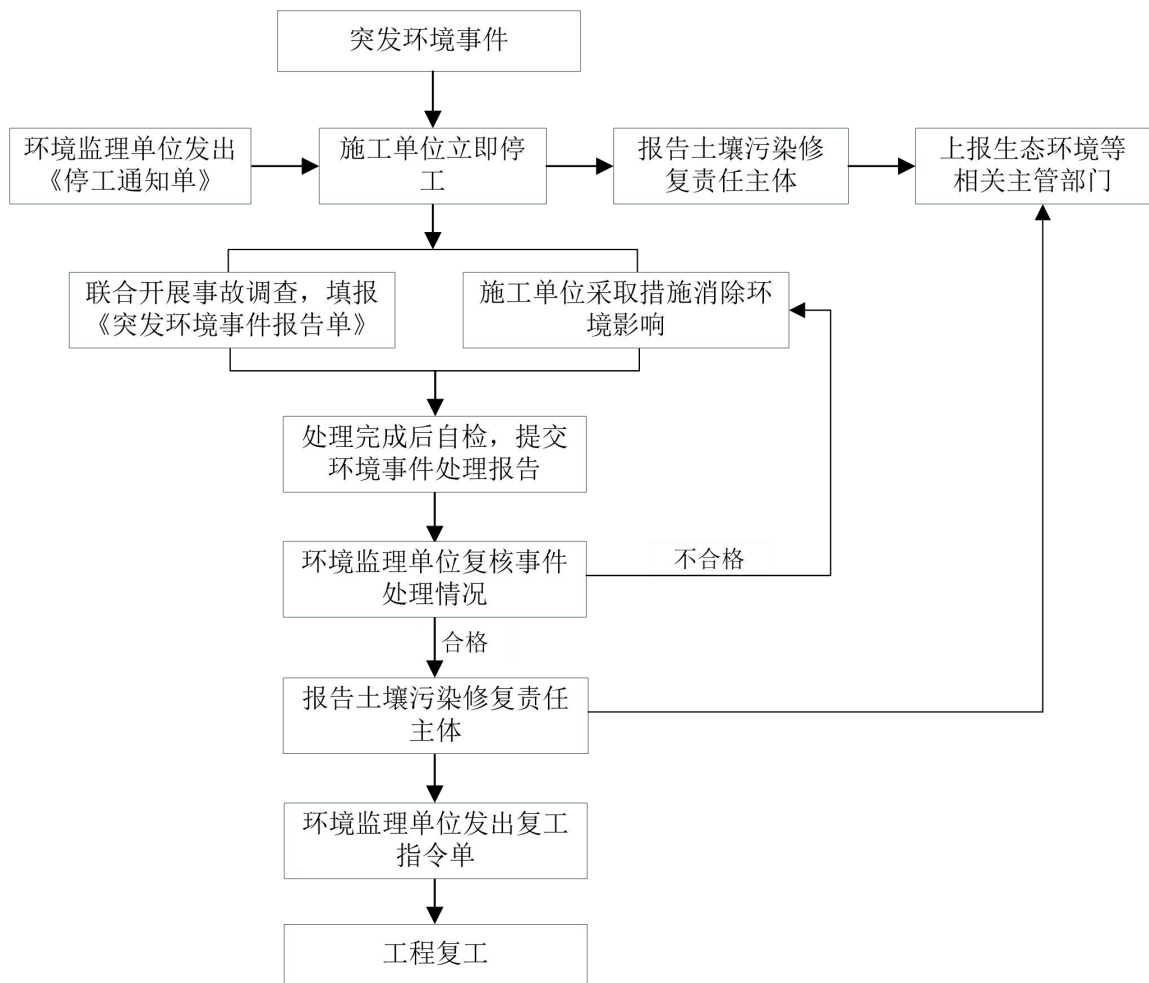 突发环境事件
环境监理单位发出
《停工通知单》
施工单位立即停
工
报告土壤污染修
复责任主体
上报生态环境等
相关主管部门
联合开展事故调查，填报
《突发环境事件报告单》
施工单位采取措施消除环
境影响
处理完成后自检，提交
环境事件处理报告
环境监理单位复核事件
处理情况
不合格
合格
报告土壤污染修复责任
主体
环境监理单位发出复工
指令单
工程复工